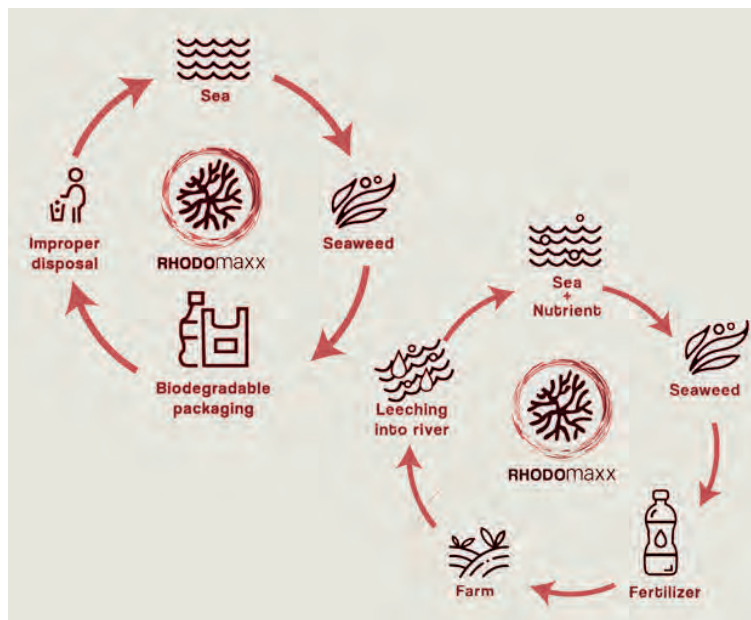 Sea
Seaweed
Biodegradable
packaging
Improper
disposal
RHODOmaxx
Sea
+
Nutrient
Seaweed
Fertilizer
Farm
Leeching
into river
RHODOmaxx